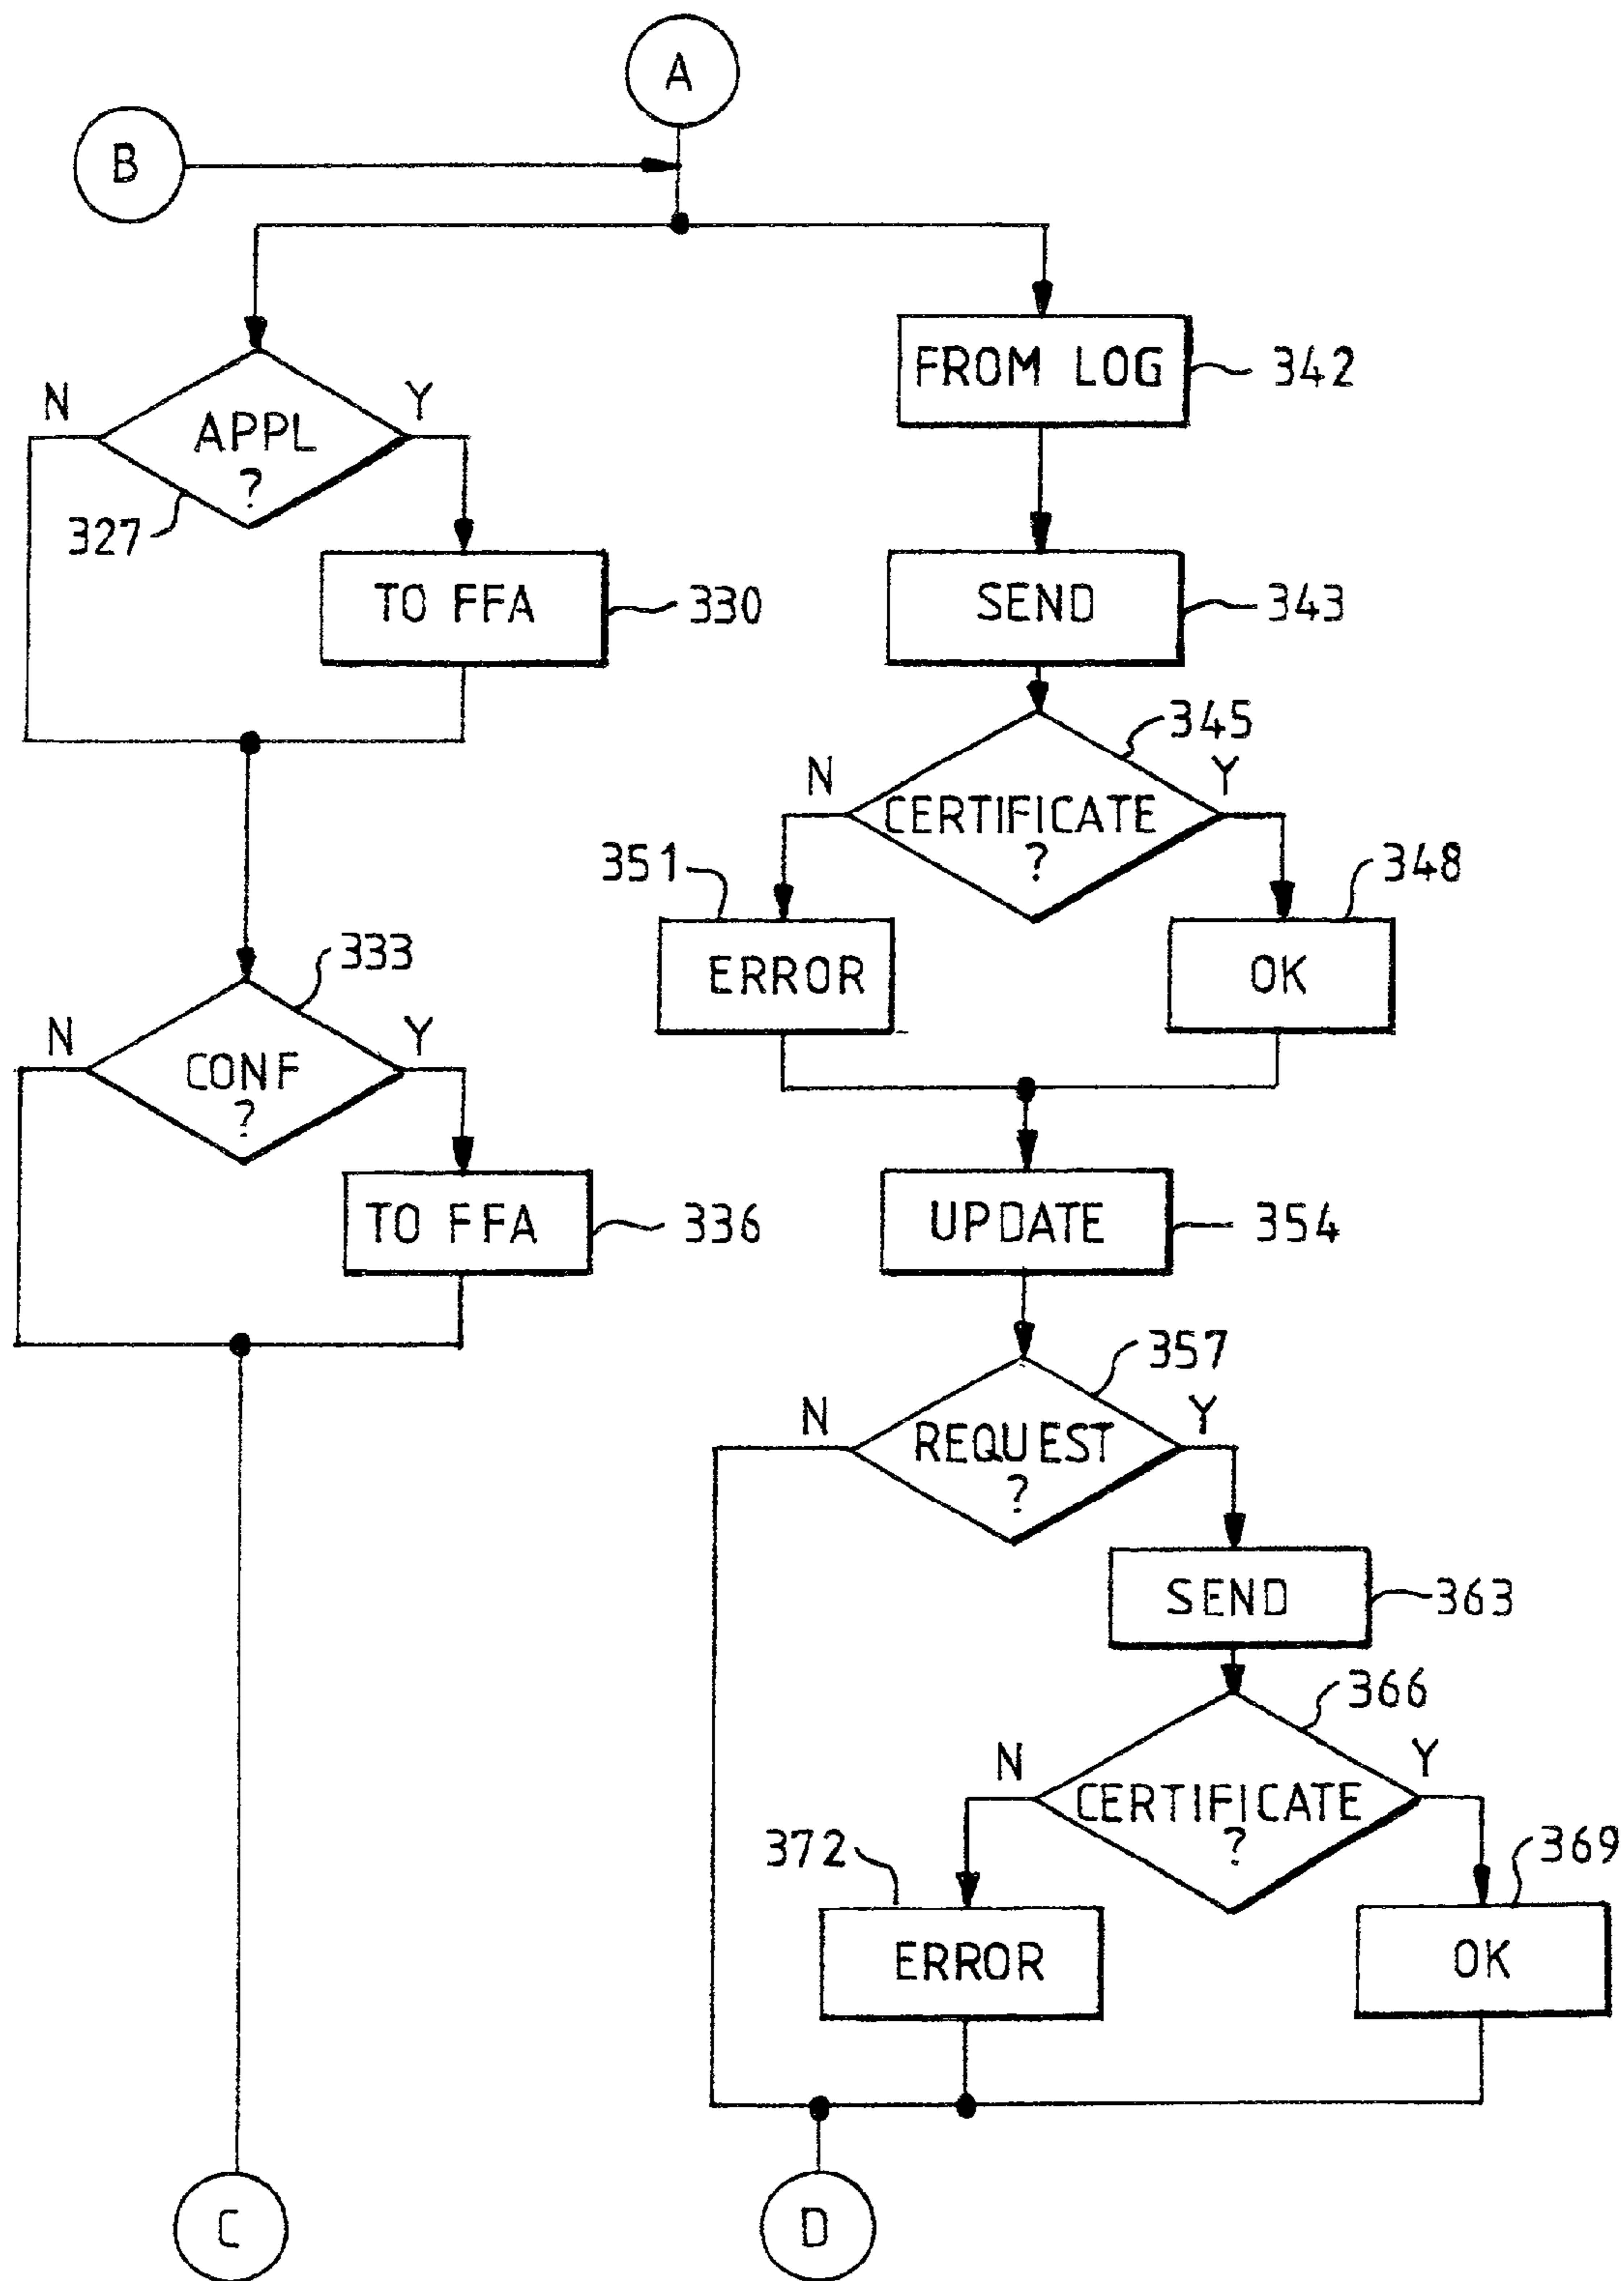 A
B
FROM LOG
342
N
Y
APPL
?
327
TO FFA
330
SEND
343
345
N
Y
CERTIFICATE
?
351
348
ERROR
OK
333
N
Y
CONF
?
TO FFA
336
UPDATE
354
357
N
Y
REQUEST
?
SEND
363
366
N
Y
CERTIFICATE
?
372
369
ERROR
OK
C
D